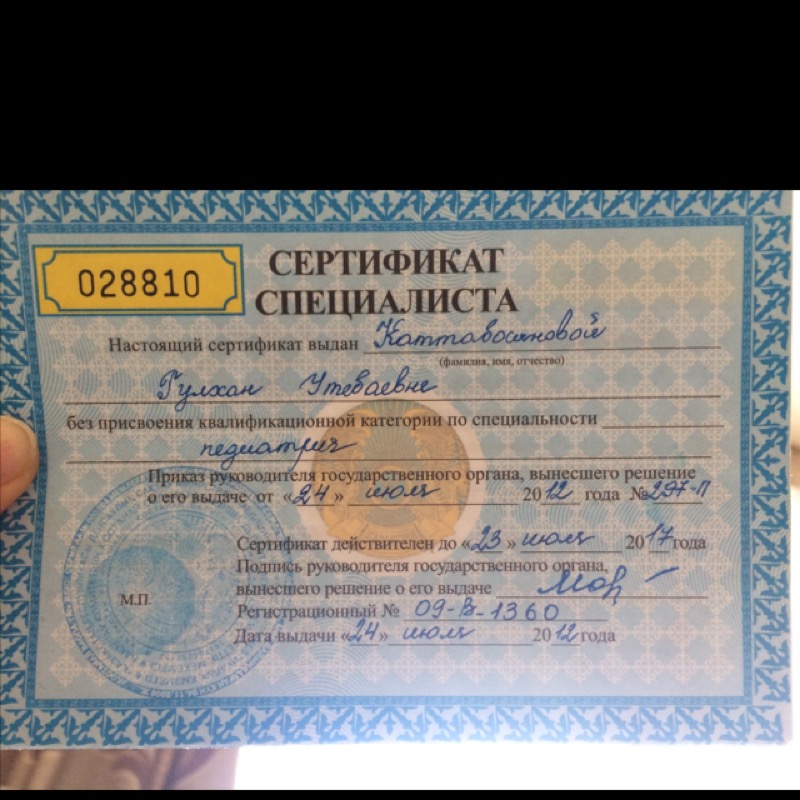 028810
СЕРТИФИКАТ
СПЕЦИАЛИСТА
Настоящий сертификат выдан Каттабосиновой
(фамилия, имя, отчество)
Гулхан Утебаевне
без присвоения квалификационной категории по специальности
педиатрия
Приказ руководителя государственного органа, вынесшего решение
о его выдаче от «24» июля 2012 года №297-П
Сертификат действителен до «23» июля 2017 года
Подпись руководителя государственного органа,
вынесшего решение о его выдаче
М.П.
Регистрационный № 09-В-1360
Дата выдачи «24» июля 2012 года